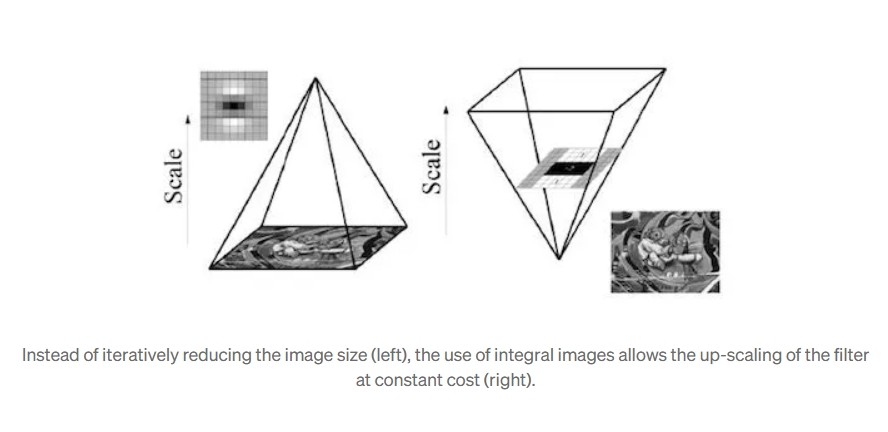 Scale
Scale
Instead of iteratively reducing the image size (left), the use of integral images allows the up-scaling of the filter
at constant cost (right).